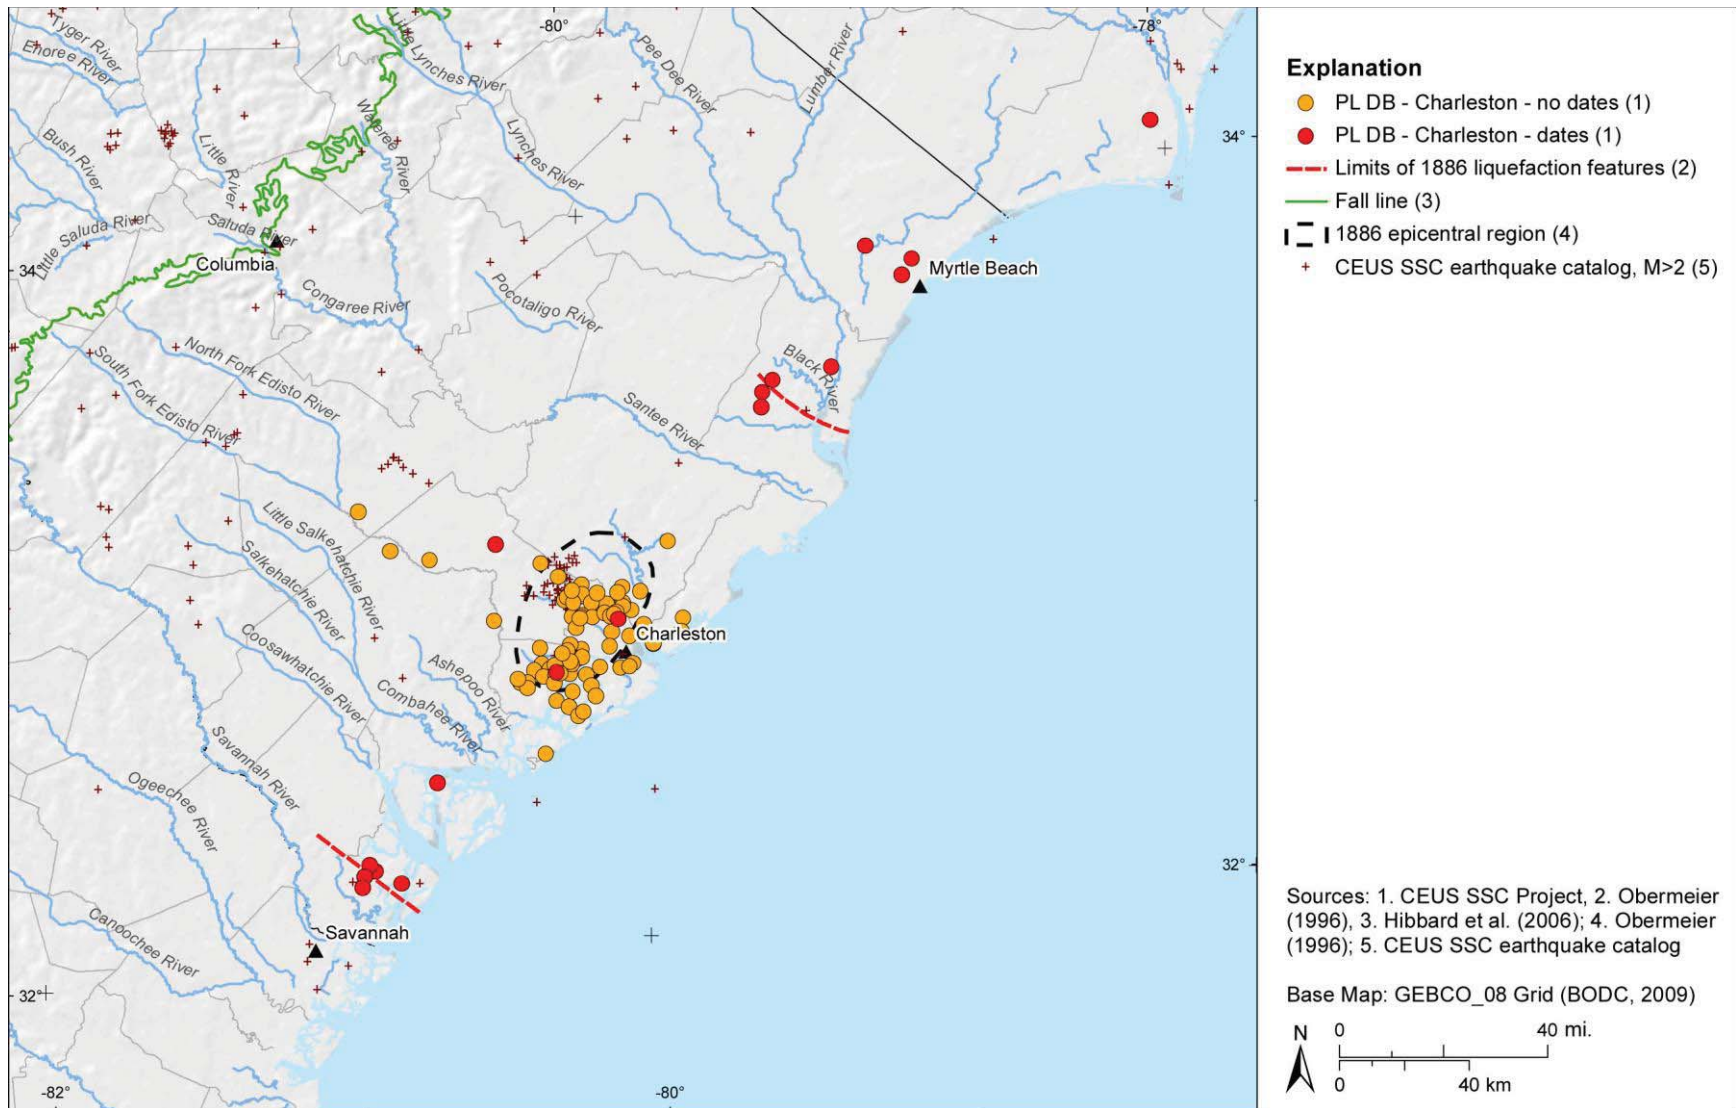 -80°
-78°
Tyger River
Enoree River
Little Lynches River
Pee Dee River
Lumber River
Wateree River
Little River
Bush River
Lynches River
34°
Little Saluda River
Saluda River
Columbia
34°
Congaree River
Pocotaligo River
Myrtle Beach
North Fork Edisto River
South Fork Edisto River
Black River
Santee River
Little Salkehatchie River
Salkehatchie River
Coosawhatchie River
Charleston
Ashepoo River
Combahee River
Savannah River
Ogeechee River
32°
Canoochee River
Savannah
32°
-82°
-80°
Explanation
PL DB - Charleston - no dates (1)
PL DB - Charleston - dates (1)
Limits of 1886 liquefaction features (2)
Fall line (3)
1886 epicentral region (4)
CEUS SSC earthquake catalog, M>2 (5)
Sources: 1. CEUS SSC Project, 2. Obermeier
(1996), 3. Hibbard et al. (2006); 4. Obermeier
(1996); 5. CEUS SSC earthquake catalog
Base Map: GEBCO_08 Grid (BODC, 2009)
N
0 40 mi.
0 40 km